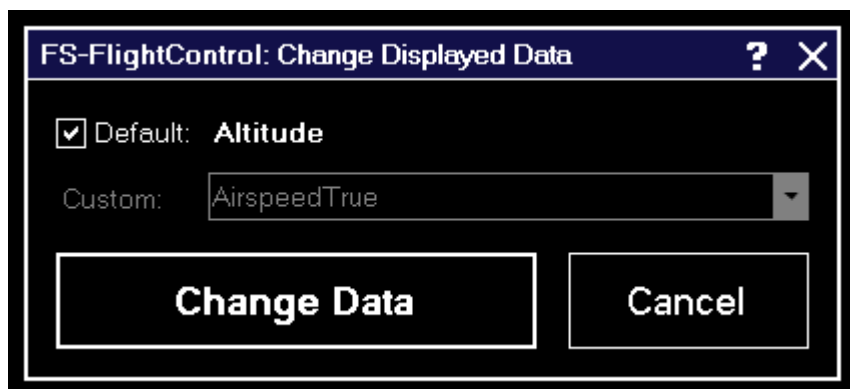 FS-FlightControl: Change Displayed Data ?
Default: Altitude
Custom: AirspeedTrue
Change Data Cancel